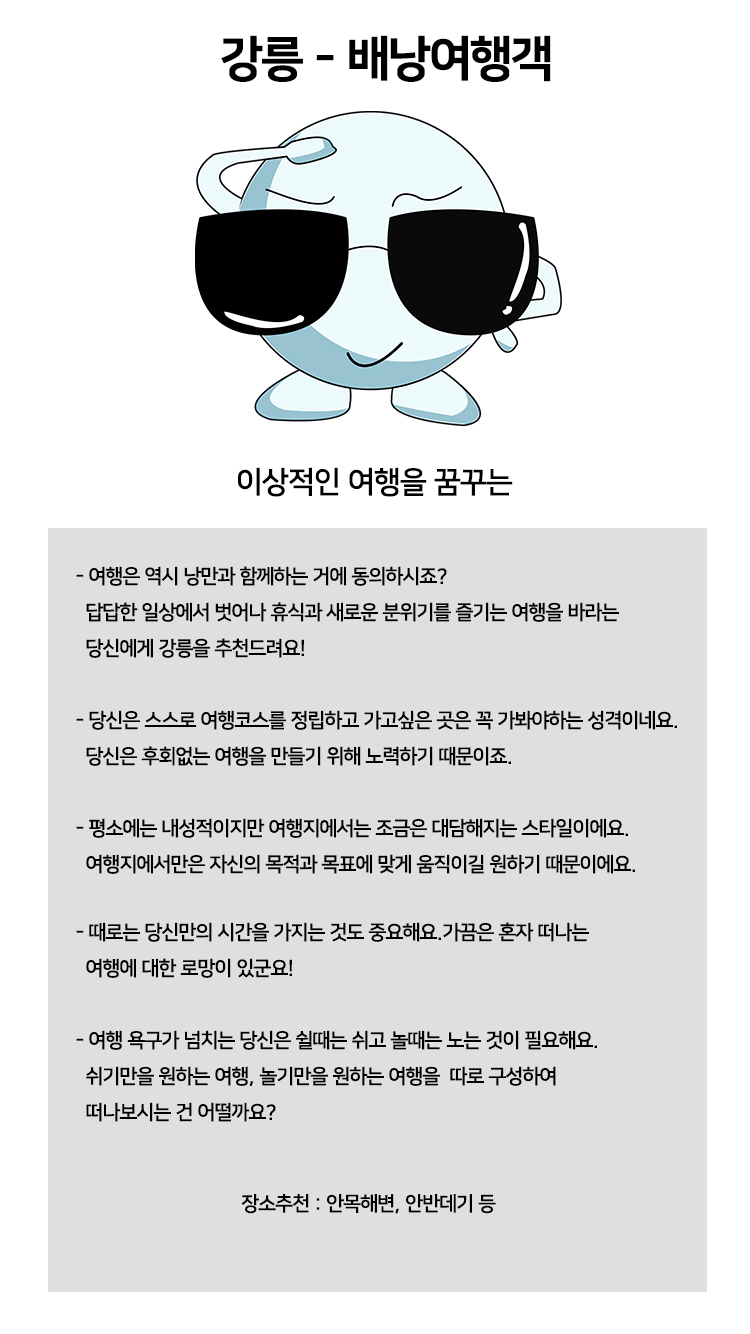 강릉 - 배낭여행객
이상적인 여행을 꿈꾸는
- 여행은 역시 낭만과 함께하는 거에 동의하시죠?
답답한 일상에서 벗어나 휴식과 새로운 분위기를 즐기는 여행을 바라는
당신에게 강릉을 추천드려요!
- 당신은 스스로 여행코스를 정립하고 가고싶은 곳은 꼭 가봐야하는 성격이네요.
당신은 후회없는 여행을 만들기 위해 노력하기 때문이죠.
- 평소에는 내성적이지만 여행지에서는 조금은 대담해지는 스타일이에요.
여행지에서만은 자신의 목적과 목표에 맞게 움직이길 원하기 때문이에요.
- 때로는 당신만의 시간을 가지는 것도 중요해요.가끔은 혼자 떠나는
여행에 대한 로망이 있군요!
- 여행 욕구가 넘치는 당신은 쉴때는 쉬고 놀때는 노는 것이 필요해요.
쉬기만을 원하는 여행, 놀기만을 원하는 여행을 따로 구성하여
떠나보시는 건 어떨까요?
장소추천 : 안목해변, 안반데기 등